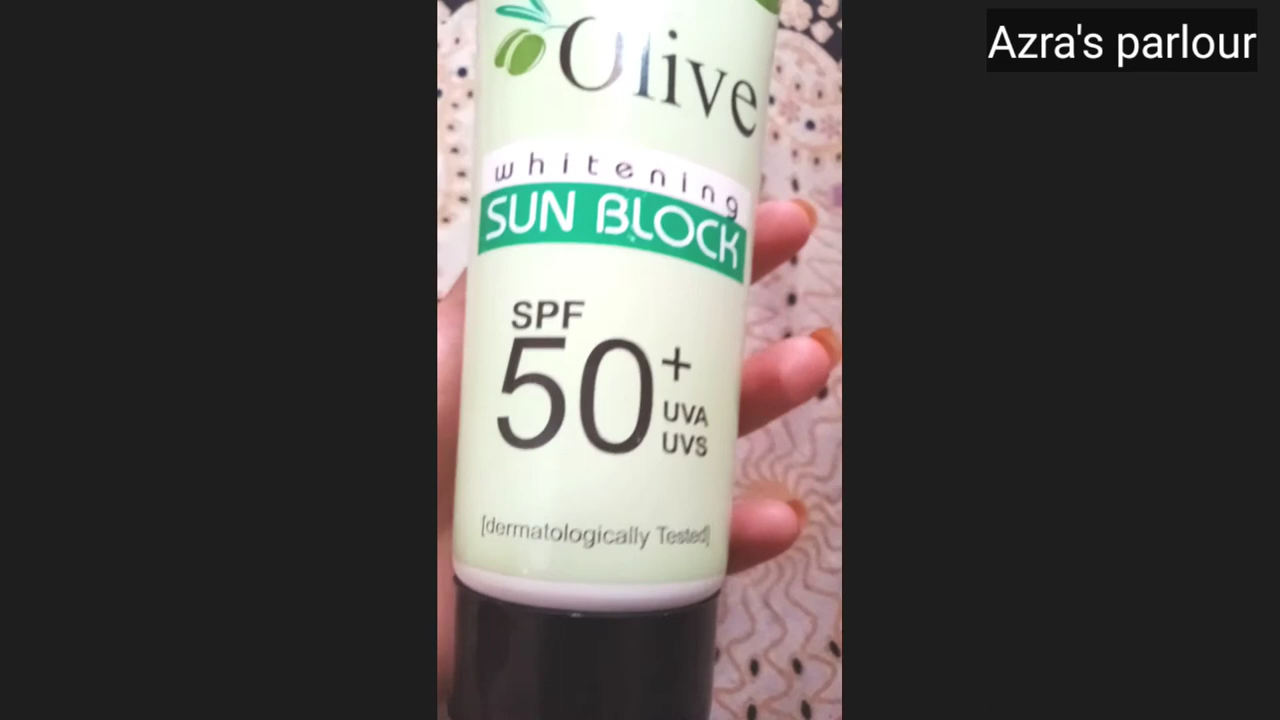 Azra's parlour
Olive
whitening
SUN BLOCK
SPF
50+
UVA
UVS
[dermatologically Tested]